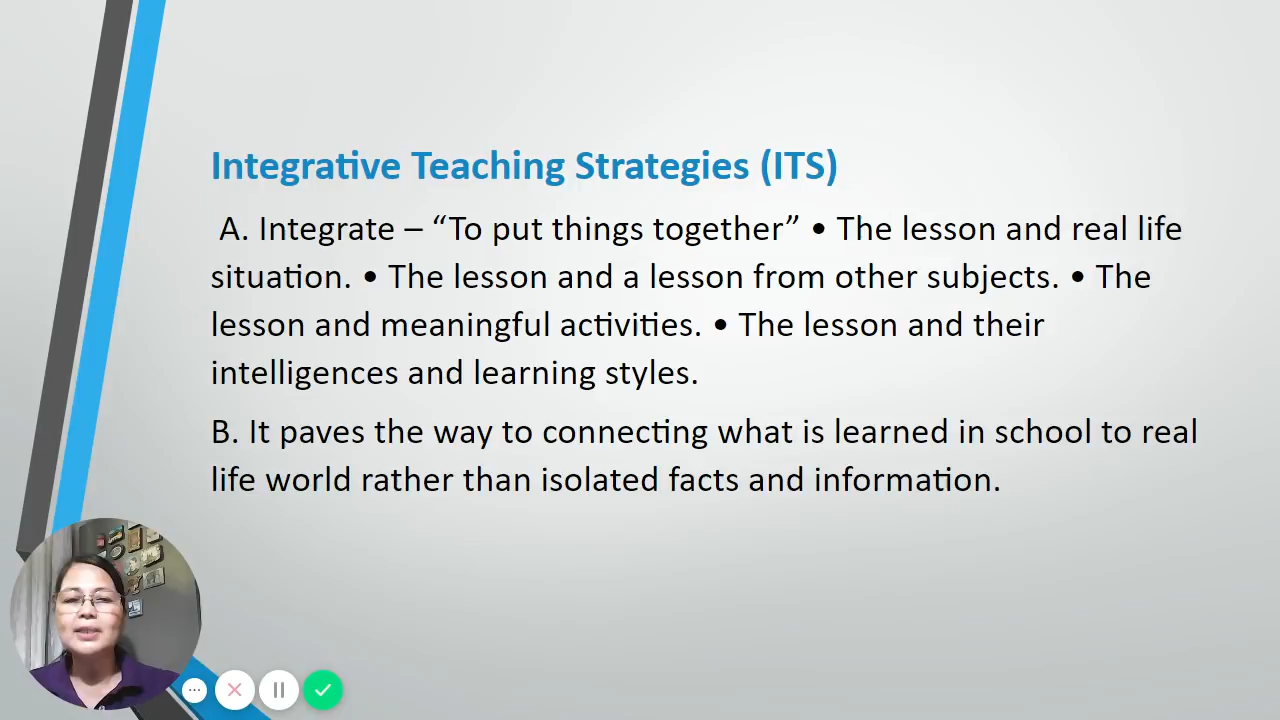 Integrative Teaching Strategies (ITS)
A. Integrate – “To put things together” • The lesson and real life
situation. • The lesson and a lesson from other subjects. • The
lesson and meaningful activities. • The lesson and their
intelligences and learning styles.
B. It paves the way to connecting what is learned in school to real
life world rather than isolated facts and information.